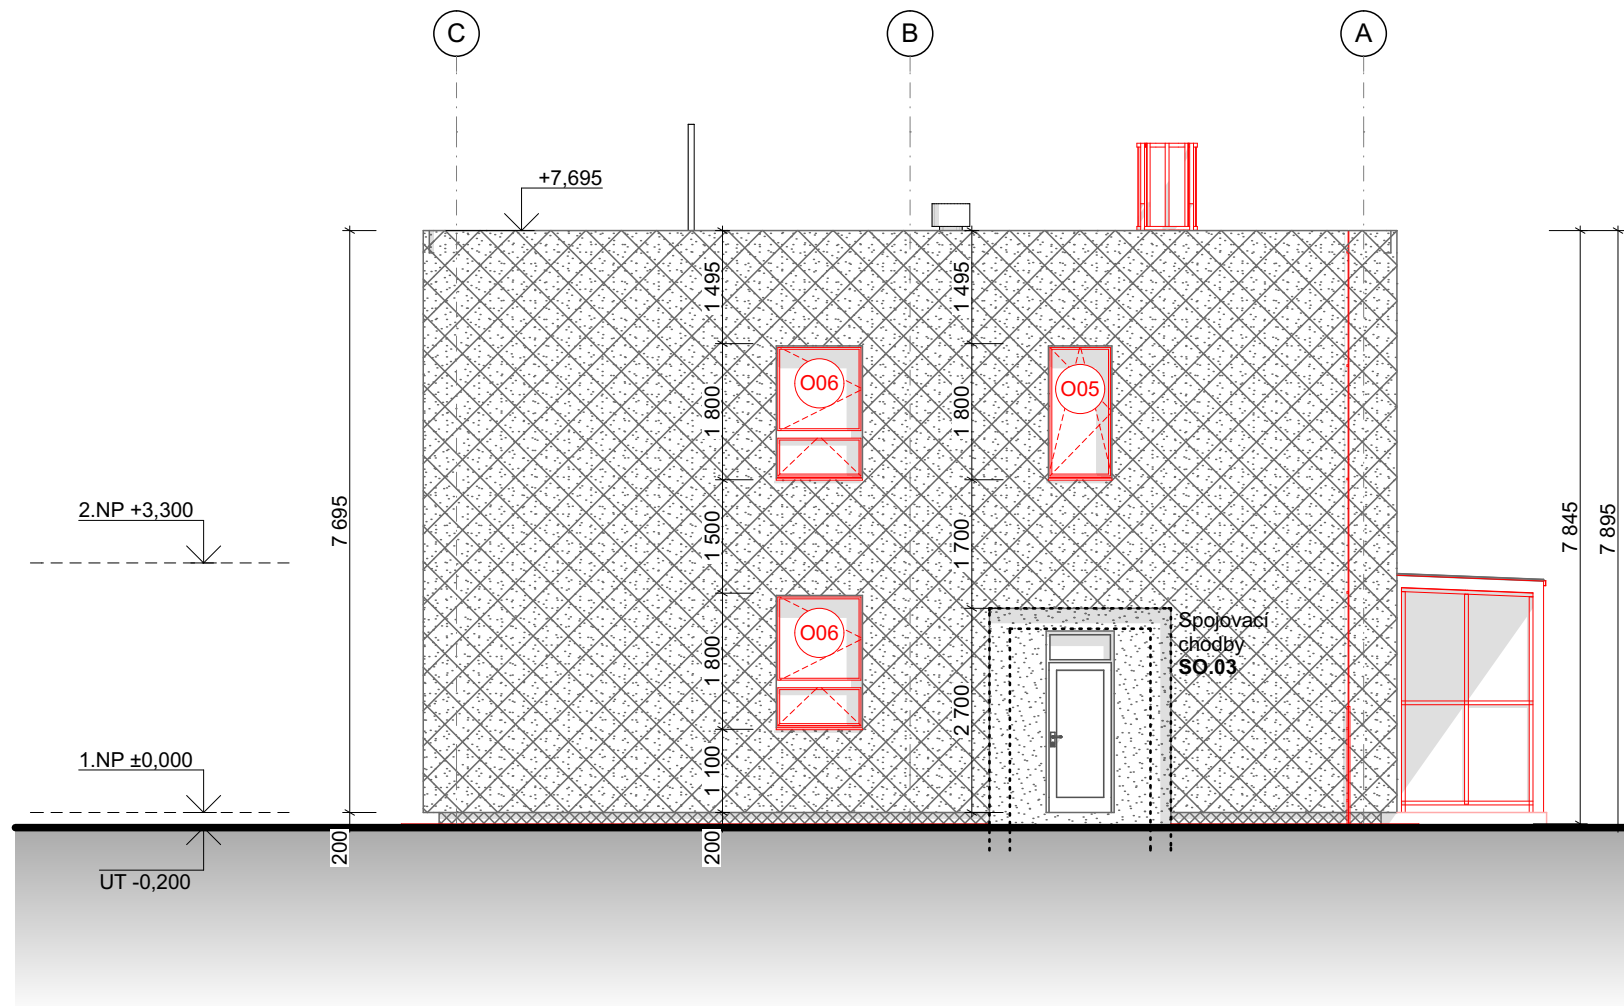 C
B
A
+7,695
1 495
1 495
O06
O05
1 800
1 800
2.NP +3,300
7 695
1 500
1 700
7 845
7 895
O06
Spojovací
chodby
SO.03
1 800
2 700
1.NP ±0,000
1 100
200
200
UT -0,200